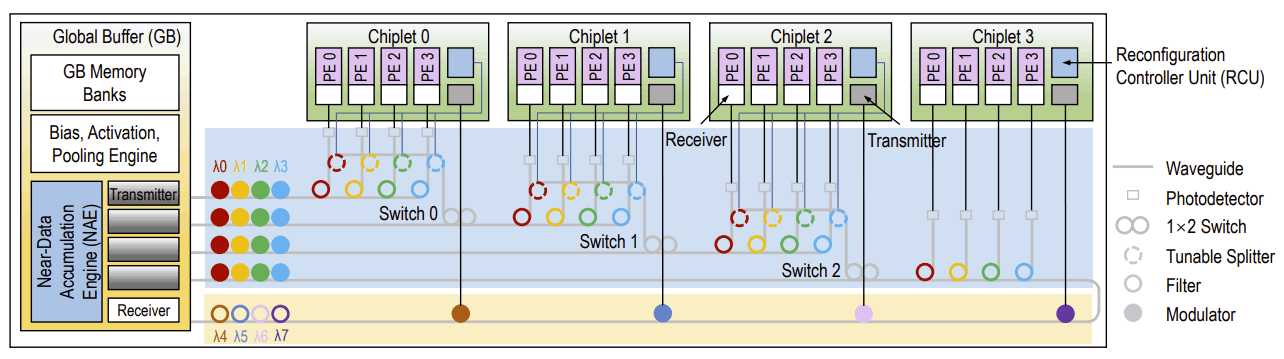 Global Buffer (GB)
GB Memory
Banks
Bias, Activation,
Pooling Engine
Near-Data
Accumulation
Engine (NAE)
Transmitter
Receiver
λ0 λ1 λ2 λ3
λ4 λ5 λ6 λ7
Chiplet 0
PE 0 PE 1 PE 2 PE 3
Switch 0
Chiplet 1
PE 0 PE 1 PE 2 PE 3
Switch 1
Chiplet 2
PE 0 PE 1 PE 2 PE 3
Receiver
Transmitter
Switch 2
Chiplet 3
PE 0 PE 1 PE 2 PE 3
Reconfiguration
Controller Unit (RCU)
Waveguide
Photodetector
1×2 Switch
Tunable Splitter
Filter
Modulator